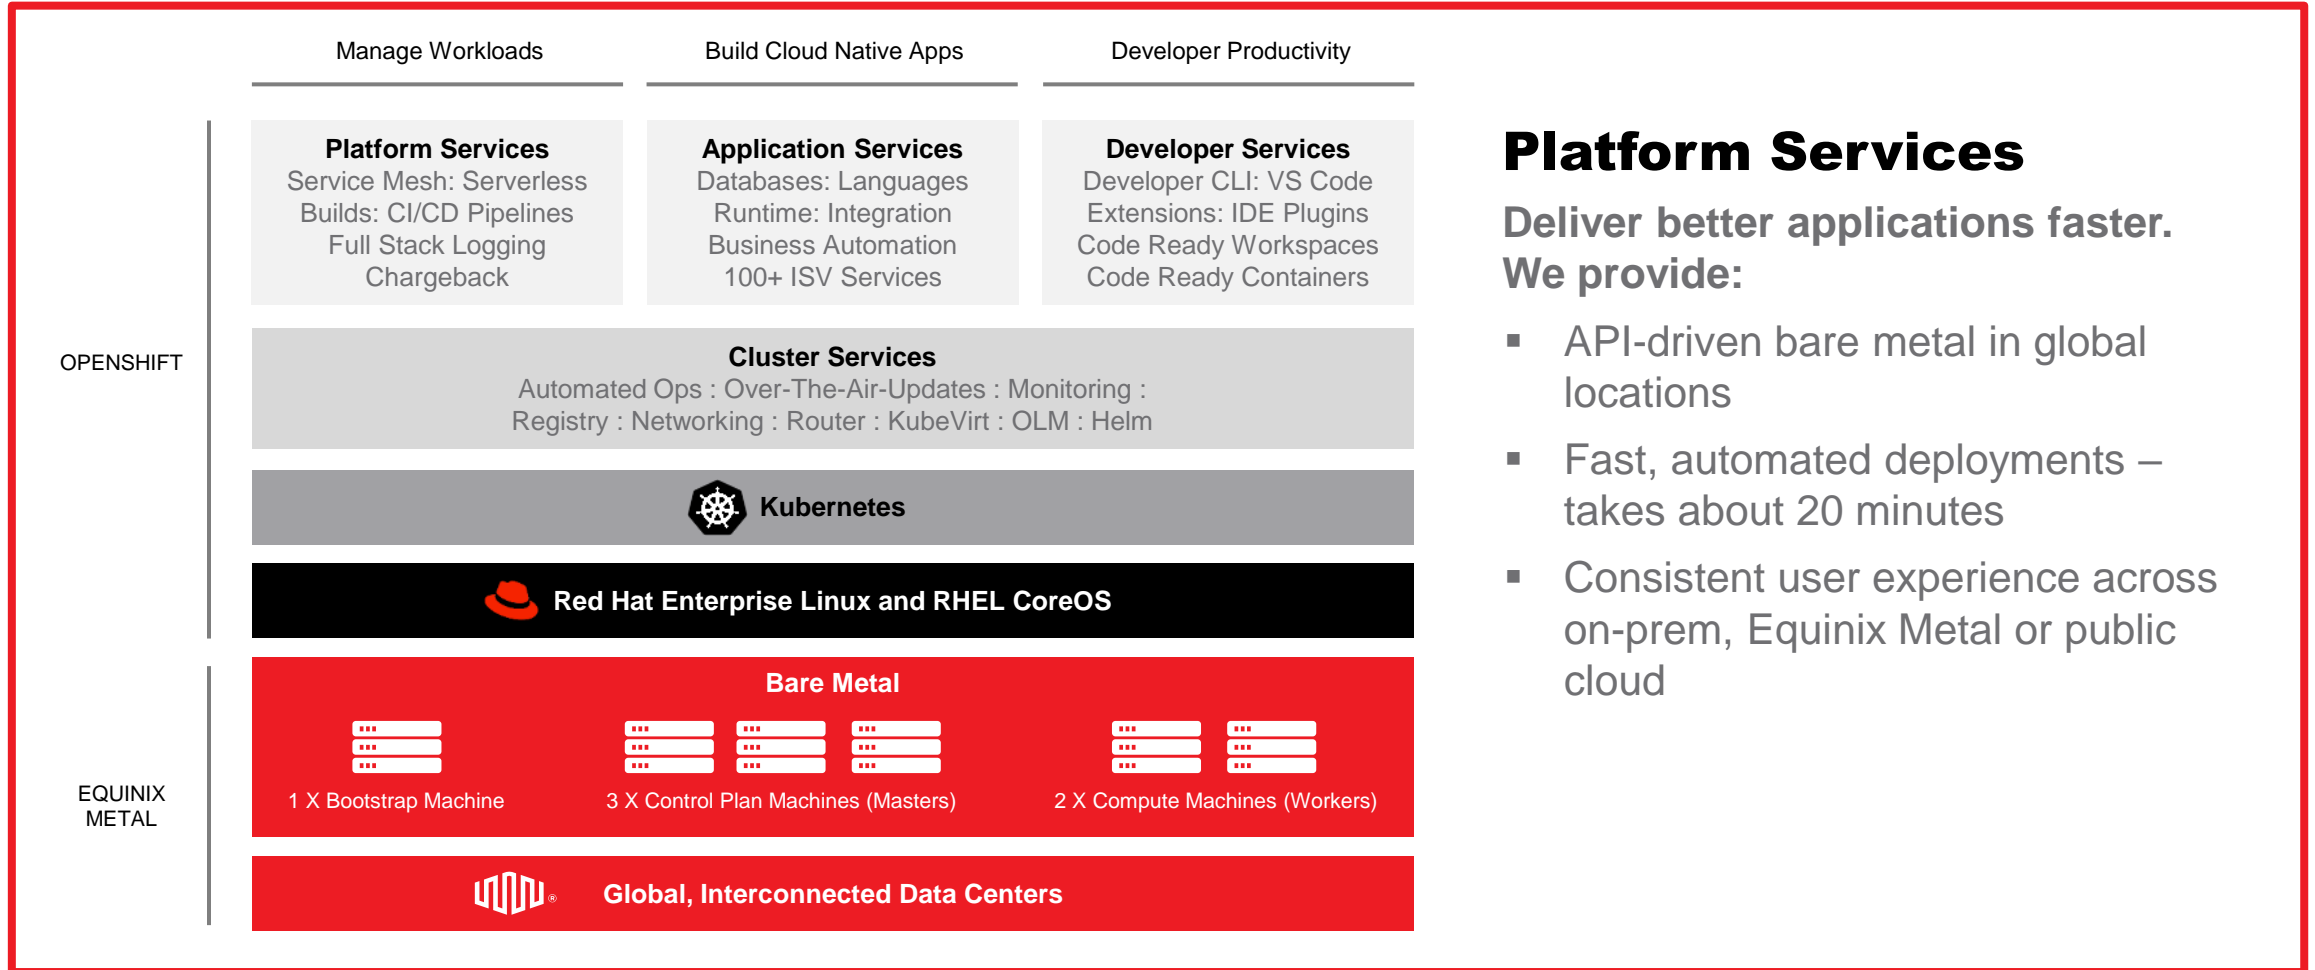 Manage Workloads
Build Cloud Native Apps
Developer Productivity
OPENSHIFT
Platform Services
Service Mesh: Serverless
Builds: CI/CD Pipelines
Full Stack Logging
Chargeback
Application Services
Databases: Languages
Runtime: Integration
Business Automation
100+ ISV Services
Developer Services
Developer CLI: VS Code
Extensions: IDE Plugins
Code Ready Workspaces
Code Ready Containers
Cluster Services
Automated Ops : Over-The-Air-Updates : Monitoring :
Registry : Networking : Router : KubeVirt : OLM : Helm
Kubernetes
Red Hat Enterprise Linux and RHEL CoreOS
EQUINIX
METAL
Bare Metal
1 X Bootstrap Machine
3 X Control Plan Machines (Masters)
2 X Compute Machines (Workers)
®
Global, Interconnected Data Centers
Platform Services
Deliver better applications faster.
We provide:
▪ API-driven bare metal in global
locations
▪ Fast, automated deployments –
takes about 20 minutes
▪ Consistent user experience across
on-prem, Equinix Metal or public
cloud